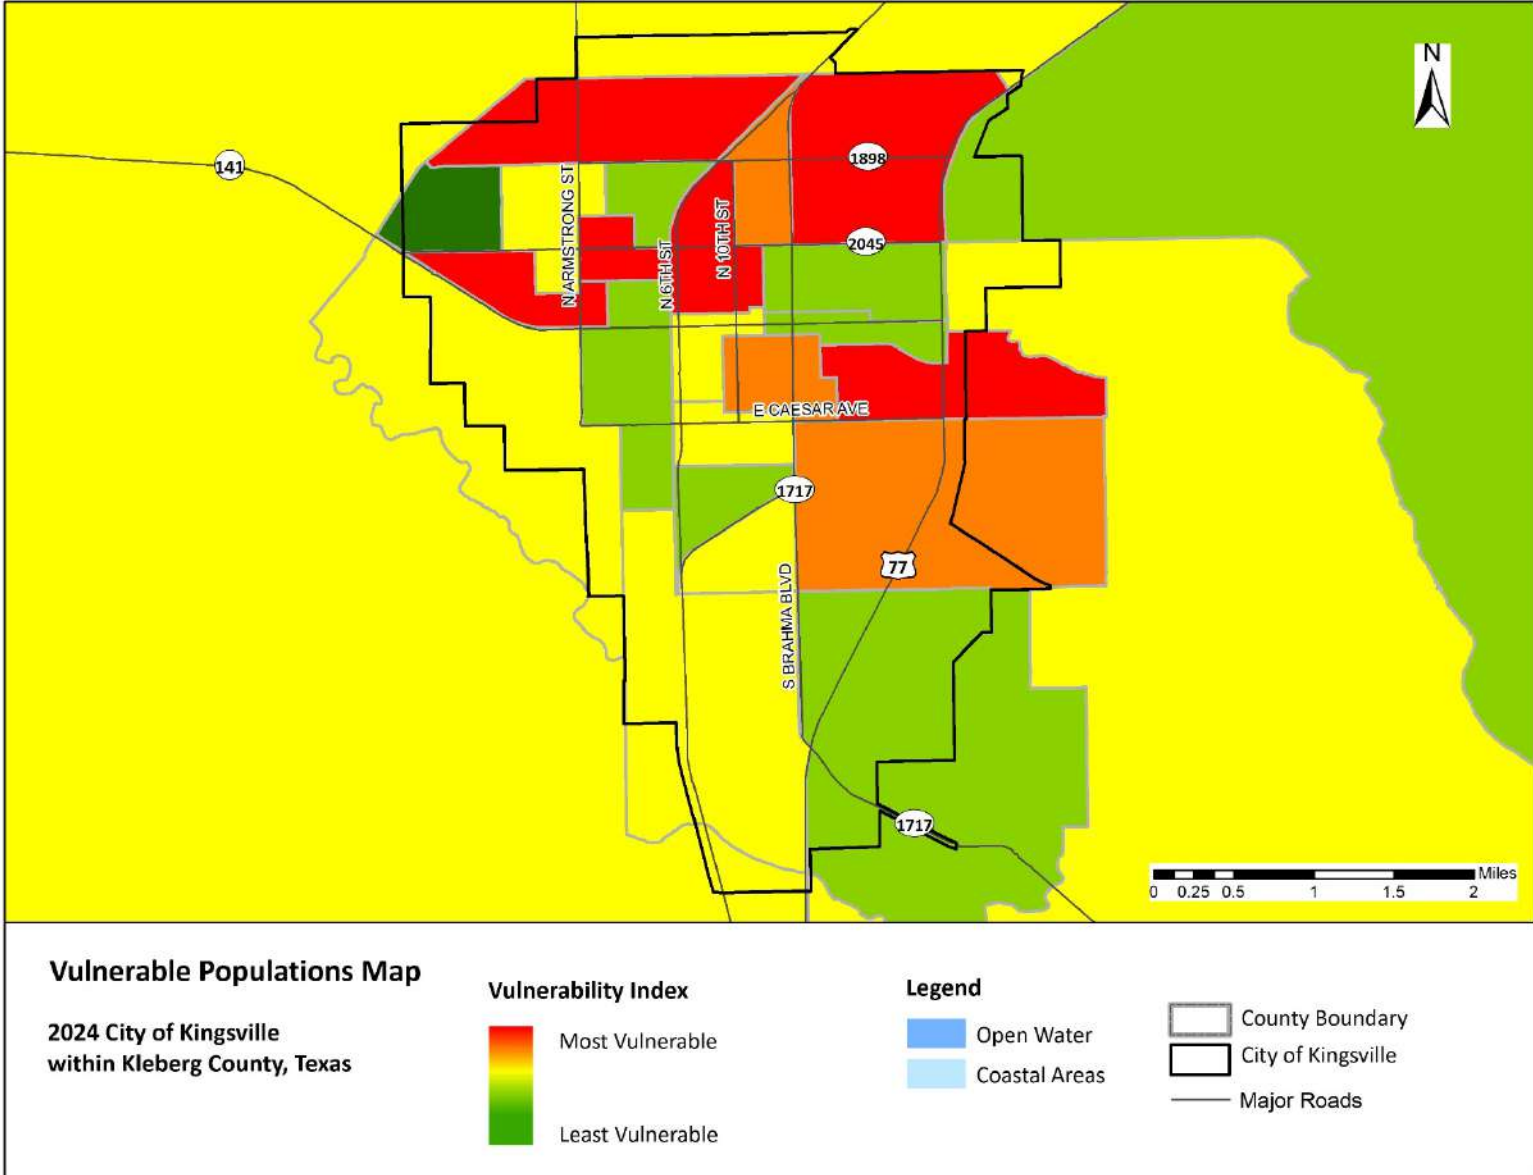 N
141
1898
N ARMSTRONG ST
N 10TH ST
2045
N 6TH ST
E CAESAR AVE
1717
77
S BRAHMA BLVD
1717
Miles
0 0.25 0.5 1 1.5 2
Vulnerable Populations Map
2024 City of Kingsville
within Kleberg County, Texas
Vulnerability Index
Most Vulnerable
Least Vulnerable
Legend
Open Water
Coastal Areas
County Boundary
City of Kingsville
Major Roads